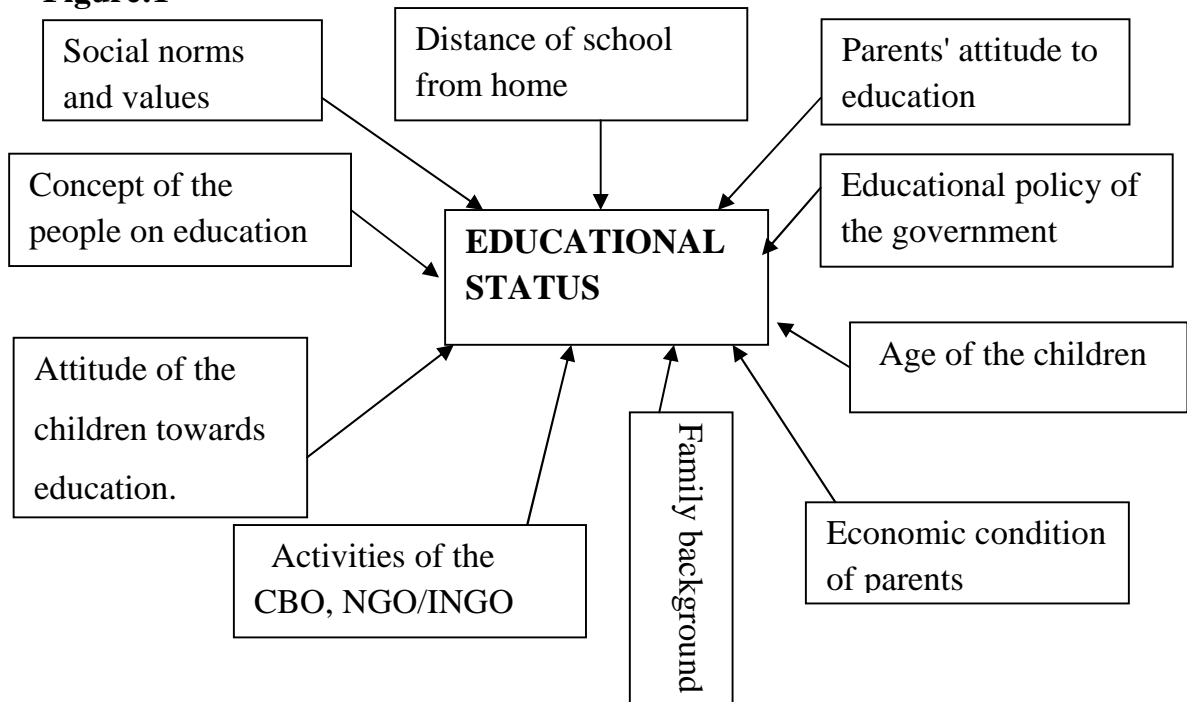 Figure.1
Social norms
and values
Distance of school
from home
Parents' attitude to
education
Concept of the
people on education
EDUCATIONAL
STATUS
Educational policy of
the government
Attitude of the
children towards
education.
Age of the children
Activities of the
CBO, NGO/INGO
Family background
Economic condition
of parents